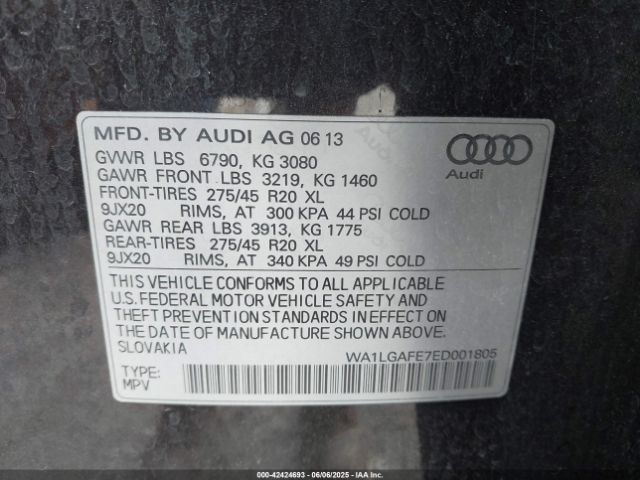 MFD. BY AUDI AG 06 13
GVWR LBS 6790, KG 3080
GAWR FRONT LBS 3219, KG 1460
FRONT-TIRES 275/45 R20 XL
9JX20 RIMS, AT 300 KPA 44 PSI COLD
GAWR REAR LBS 3913, KG 1775
REAR-TIRES 275/45 R20 XL
9JX20 RIMS, AT 340 KPA 49 PSI COLD
Audi
THIS VEHICLE CONFORMS TO ALL APPLICABLE
U.S. FEDERAL MOTOR VEHICLE SAFETY AND
THEFT PREVENTION STANDARDS IN EFFECT ON
THE DATE OF MANUFACTURE SHOWN ABOVE.
SLOVAKIA
WA1LGAFE7ED001805
TYPE:
MPV
000-42424693 - 06/06/2025 - IAAI.COM - COPYRIGHT IAA, LLC